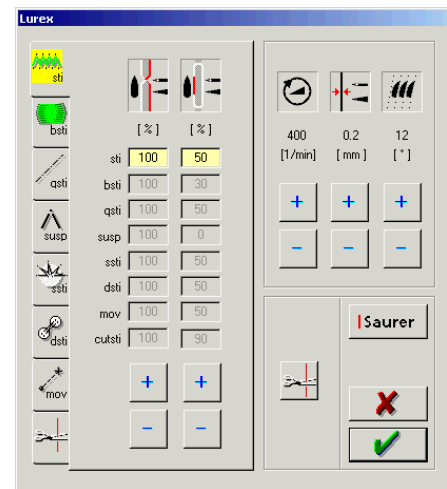 Lurex
sti
bsti
qsti
susp
ssti
dsti
mov
[%] [%]
sti 100 50
bsti 100 30
qsti 100 50
susp 100 0
ssti 100 50
dsti 100 50
mov 100 50
cutsti 100 90
+ +
− −
400 0.2 12
[1/min] [mm] [°]
+ + +
− − −
Saurer